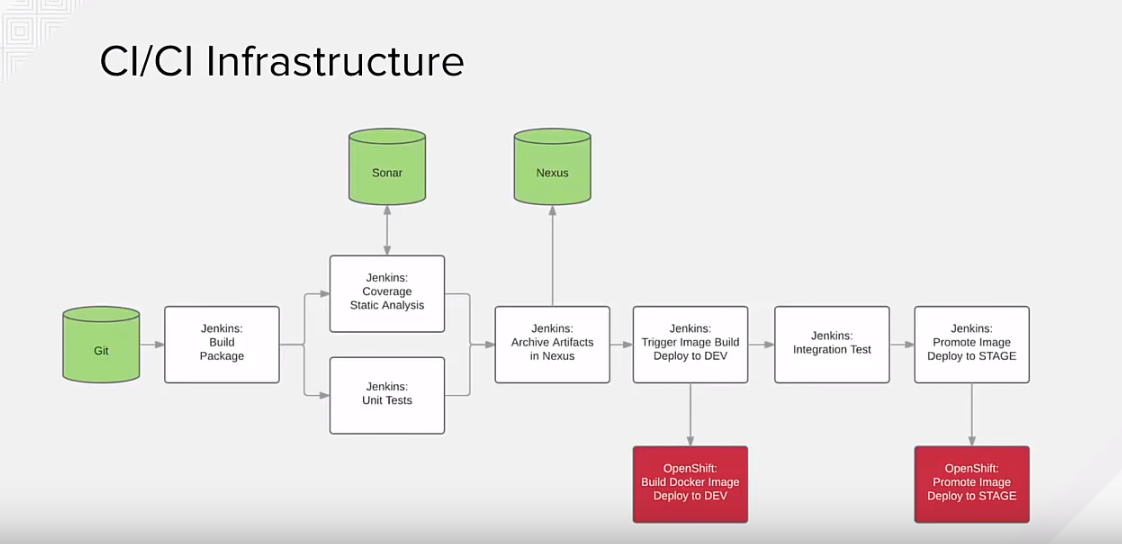 CI/CI Infrastructure
Sonar
Nexus
Jenkins:
Coverage
Static Analysis
Git
Jenkins:
Build
Package
Jenkins:
Unit Tests
Jenkins:
Archive Artifacts
in Nexus
Jenkins:
Trigger Image Build
Deploy to DEV
Jenkins:
Integration Test
Jenkins:
Promote Image
Deploy to STAGE
OpenShift:
Build Docker Image
Deploy to DEV
OpenShift:
Promote Image
Deploy to STAGE